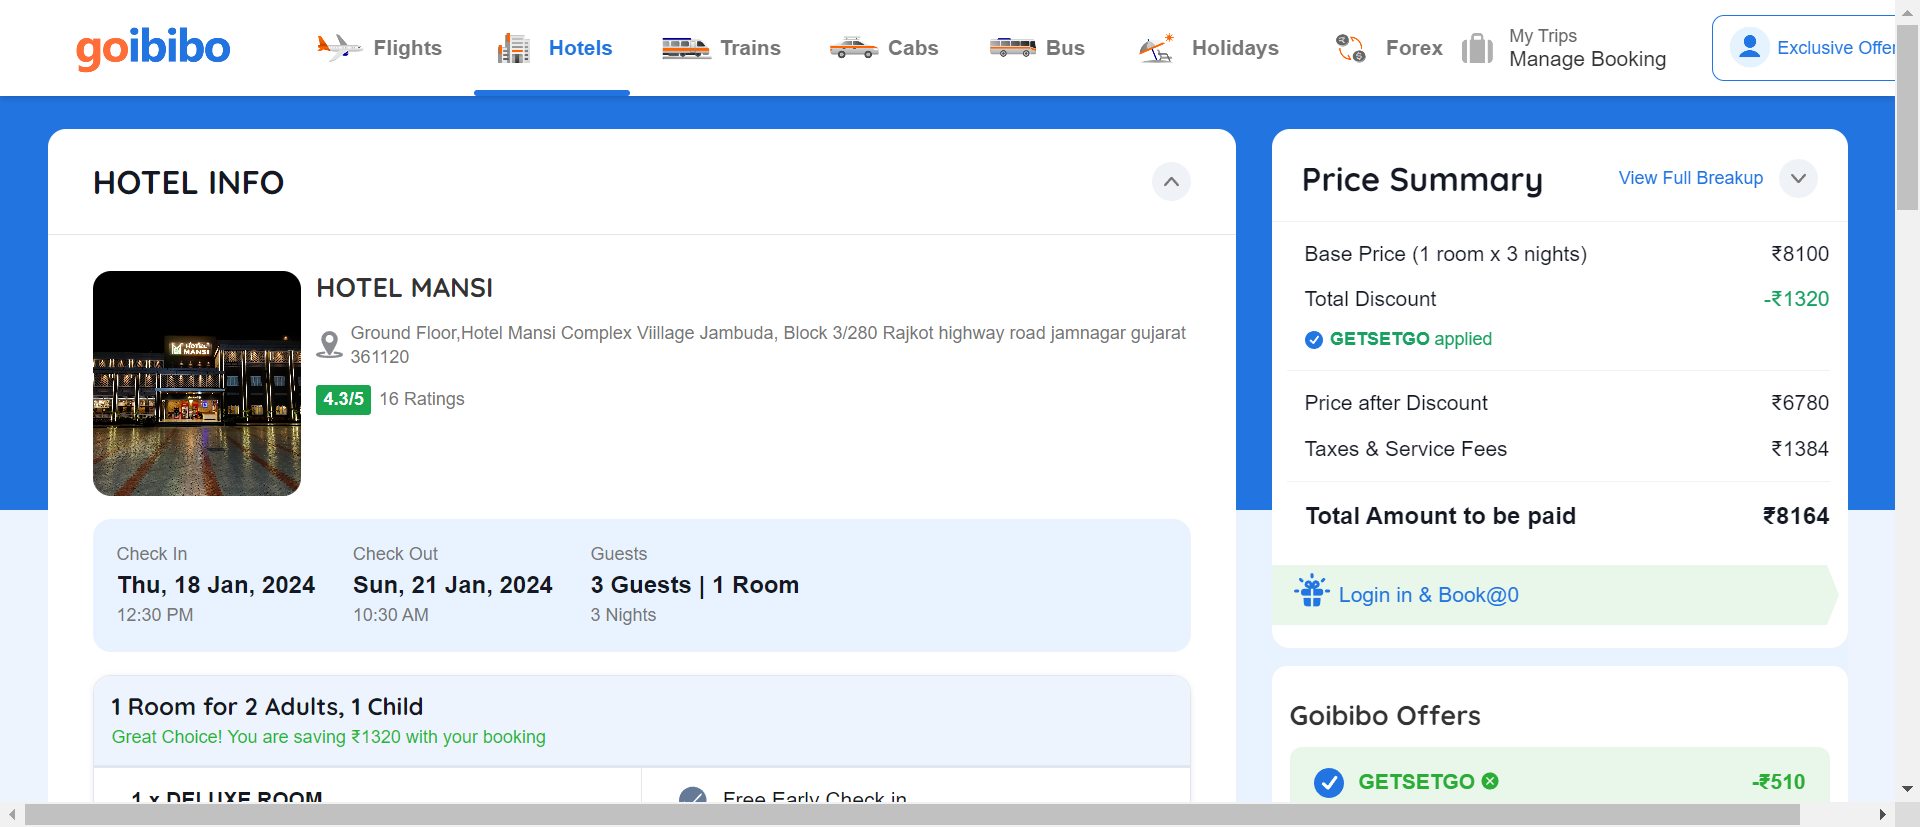 goibibo
Flights
Hotels
Trains
Cabs
Bus
Holidays
Forex
My Trips
Manage Booking
Exclusive Offer
HOTEL INFO
HOTEL MANSI
HOTEL MANSI
Ground Floor,Hotel Mansi Complex Viillage Jambuda, Block 3/280 Rajkot highway road jamnagar gujarat
361120
4.3/5 16 Ratings
Check In
Thu, 18 Jan, 2024
12:30 PM
Check Out
Sun, 21 Jan, 2024
10:30 AM
Guests
3 Guests | 1 Room
3 Nights
1 Room for 2 Adults, 1 Child
Great Choice! You are saving ₹1320 with your booking
1 x DELUXE ROOM
Free Early Check in
Price Summary
View Full Breakup
Base Price (1 room x 3 nights) ₹8100
Total Discount -₹1320
GETSETGO applied
Price after Discount ₹6780
Taxes & Service Fees ₹1384
Total Amount to be paid ₹8164
Login in & Book@0
Goibibo Offers
GETSETGO -₹510